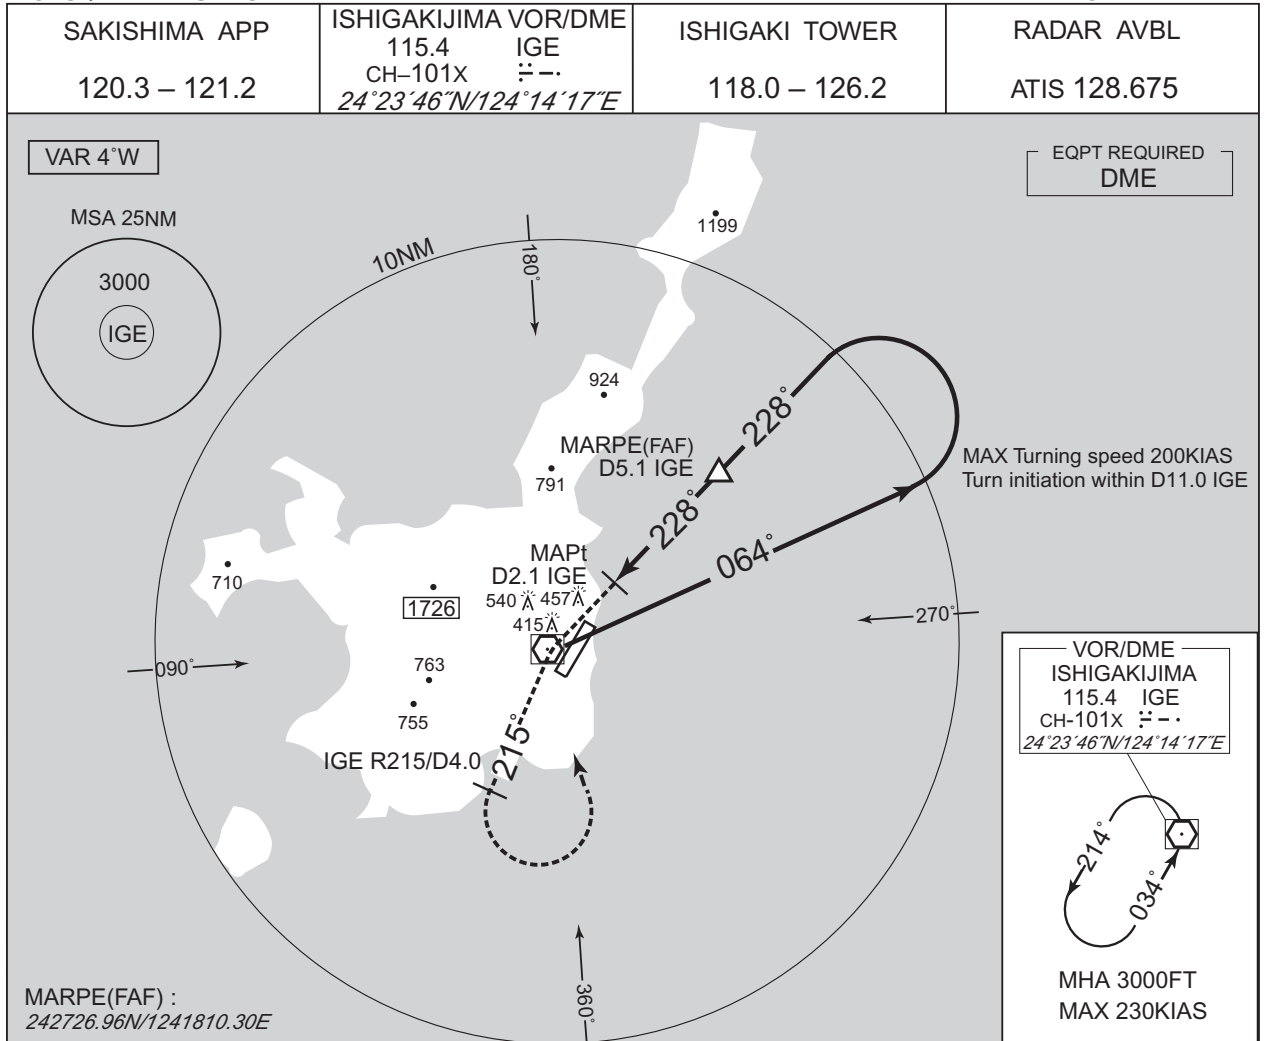 SAKISHIMA APP
120.3 – 121.2
ISHIGAKIJIMA VOR/DME
115.4 IGE
CH–101X
24°23´46˝N/124°14´17˝E
ISHIGAKI TOWER
118.0 – 126.2
RADAR AVBL
ATIS 128.675
VAR 4°W
EQPT REQUIRED
DME
MSA 25NM
3000
IGE
10NM
180°
1199
924
MARPE(FAF)
D5.1 IGE
228°
MAX Turning speed 200KIAS
Turn initiation within D11.0 IGE
791
228°
064°
MAPt
D2.1 IGE
710
1726
540
457
415
270°
090°
763
755
IGE R215/D4.0
215°
360°
VOR/DME
ISHIGAKIJIMA
115.4 IGE
CH-101X
24°23´46˝N/124°14´17˝E
214°
034°
MHA 3000FT
MAX 230KIAS
MARPE(FAF) :
242726.96N/1241810.30E